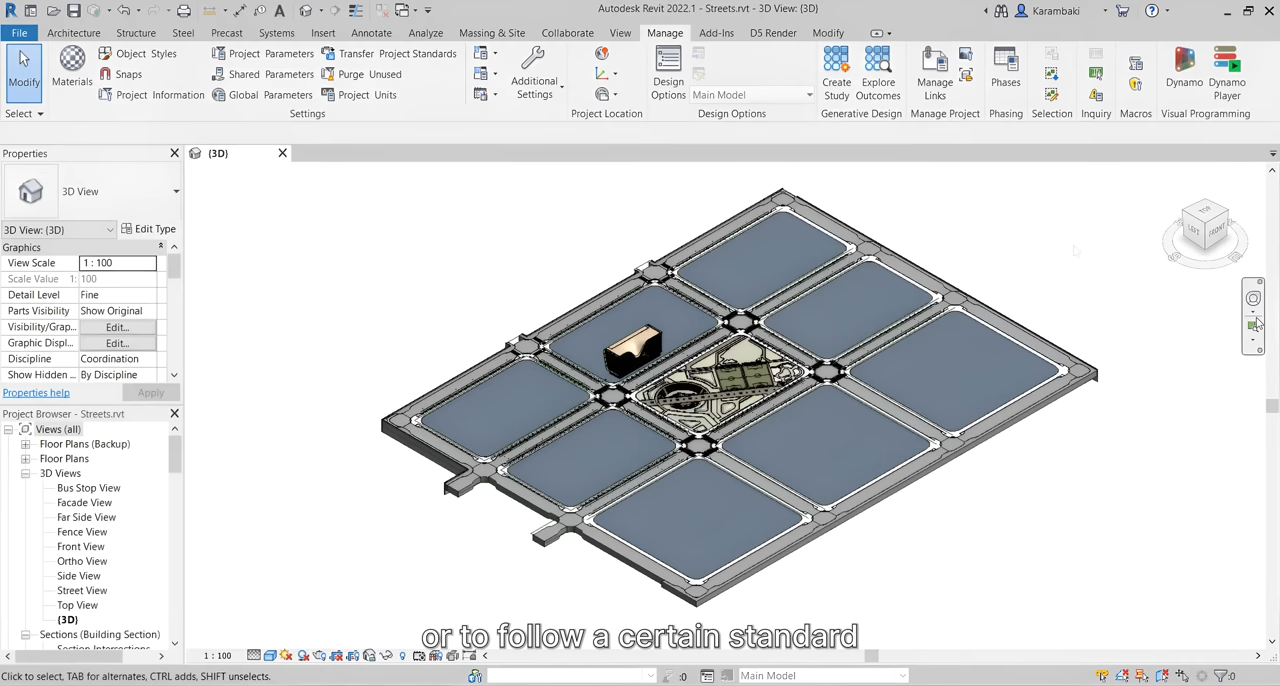 Autodesk Revit 2022.1 - Streets.rvt - 3D View: {3D}
Karambaki
File Architecture Structure Steel Precast Systems Insert Annotate Analyze Massing & Site Collaborate View Manage Add-Ins D5 Render Modify
Modify
Select
Materials
Object Styles
Snaps
Project Information
Project Parameters
Shared Parameters
Global Parameters
Transfer Project Standards
Purge Unused
Project Units
Additional Settings
Settings
Project Location
Design Options
Main Model
Design Options
Create Study
Explore Outcomes
Generative Design
Manage Links
Manage Project
Phases
Phasing
Selection
Inquiry
Macros
Dynamo
Dynamo Player
Visual Programming
Properties
3D View
3D View: {3D}
Edit Type
Graphics
View Scale 1 : 100
Scale Value 1: 100
Detail Level Fine
Parts Visibility Show Original
Visibility/Grap... Edit...
Graphic Displ... Edit...
Discipline Coordination
Show Hidden ... By Discipline
Properties help
Apply
Project Browser - Streets.rvt
Views (all)
Floor Plans (Backup)
Floor Plans
3D Views
Bus Stop View
Facade View
Far Side View
Fence View
Front View
Ortho View
Side View
Street View
Top View
{3D}
Sections (Building Section)
{3D}
TOP
LEFT
FRONT
or to follow a certain standard
1 : 100
Click to select, TAB for alternates, CTRL adds, SHIFT unselects.
:0
Main Model
:0